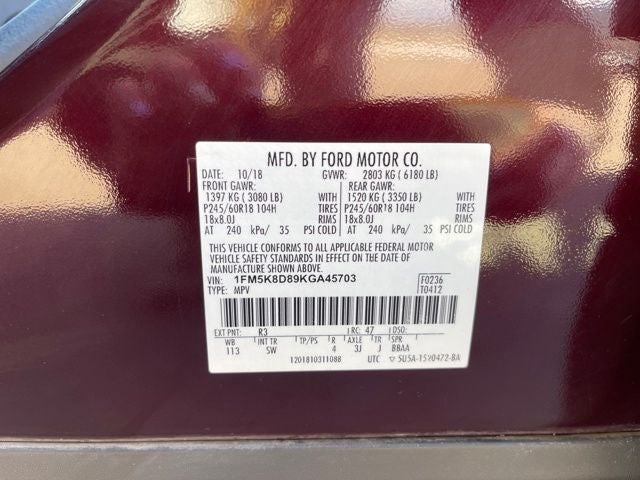 MFD. BY FORD MOTOR CO.
DATE: 10/18 GVWR: 2803 KG ( 6180 LB)
FRONT GAWR: REAR GAWR:
1397 KG ( 3080 LB) 1520 KG ( 3350 LB)
P245/60R18 104H TIRES P245/60R18 104H TIRES
18x8.0J RIMS 18x8.0J RIMS
AT 240 kPa/ 35 PSI COLD AT 240 kPa/ 35 PSI COLD
THIS VEHICLE CONFORMS TO ALL APPLICABLE FEDERAL MOTOR
VEHICLE SAFETY STANDARDS IN EFFECT ON THE DATE OF
MANUFACTURE SHOWN ABOVE.
VIN: 1FM5K8D89KGA45703 F0236
TYPE: MPV T0412
EXT PNT: R3 RC: 47 DSO:
WB INT TR TP/PS R AXLE TR SPR
113 SW 4 3J J BBAA
1201810311088 UTC ▽ 5U5A-1520472-BA